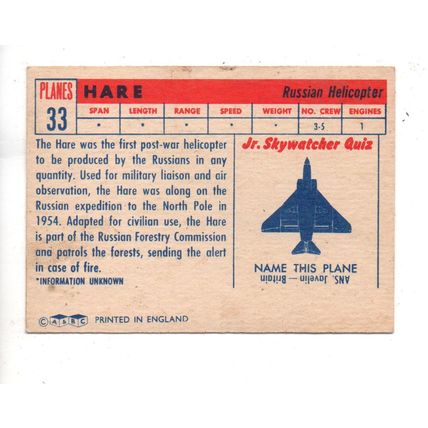 PLANES
33
HARE
Russian Helicopter
SPAN LENGTH RANGE SPEED WEIGHT NO. CREW ENGINES
* * * * * 3-5 1
The Hare was the first post-war helicopter
to be produced by the Russians in any
quantity. Used for military liaison and air
observation, the Hare was along on the
Russian expedition to the North Pole in
1954. Adapted for civilian use, the Hare
is part of the Russian Forestry Commission
and patrols the forests, sending the alert
in case of fire.
*INFORMATION UNKNOWN
Jr. Skywatcher Quiz
NAME THIS PLANE
ANS. Javelin —
Britain
© A & BC PRINTED IN ENGLAND